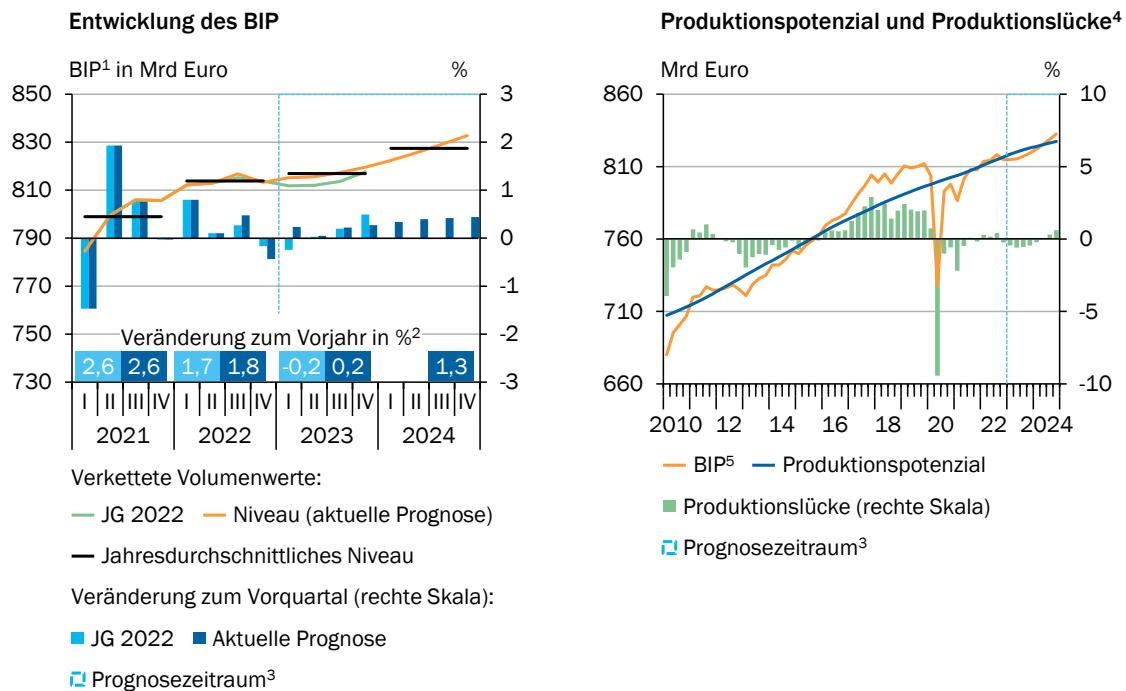 Entwicklung des BIP
BIP¹ in Mrd Euro %
850 3
830 2
810 1
790 0
770 -1
750 -2
730 -3
Veränderung zum Vorjahr in %²
2,6 2,6 1,7 1,8 -0,2 0,2 1,3
I II III IV I II III IV I II III IV I II III IV
2021 2022 2023 2024
Verkettete Volumenwerte:
JG 2022 Niveau (aktuelle Prognose)
Jahresdurchschnittliches Niveau
Veränderung zum Vorquartal (rechte Skala):
JG 2022 Aktuelle Prognose
Prognosezeitraum³
Produktionspotenzial und Produktionslücke⁴
Mrd Euro %
860 10
810 5
760 0
710 -5
660 -10
2010 12 14 16 18 20 22 2024
BIP⁵ Produktionspotenzial
Produktionslücke (rechte Skala)
Prognosezeitraum³